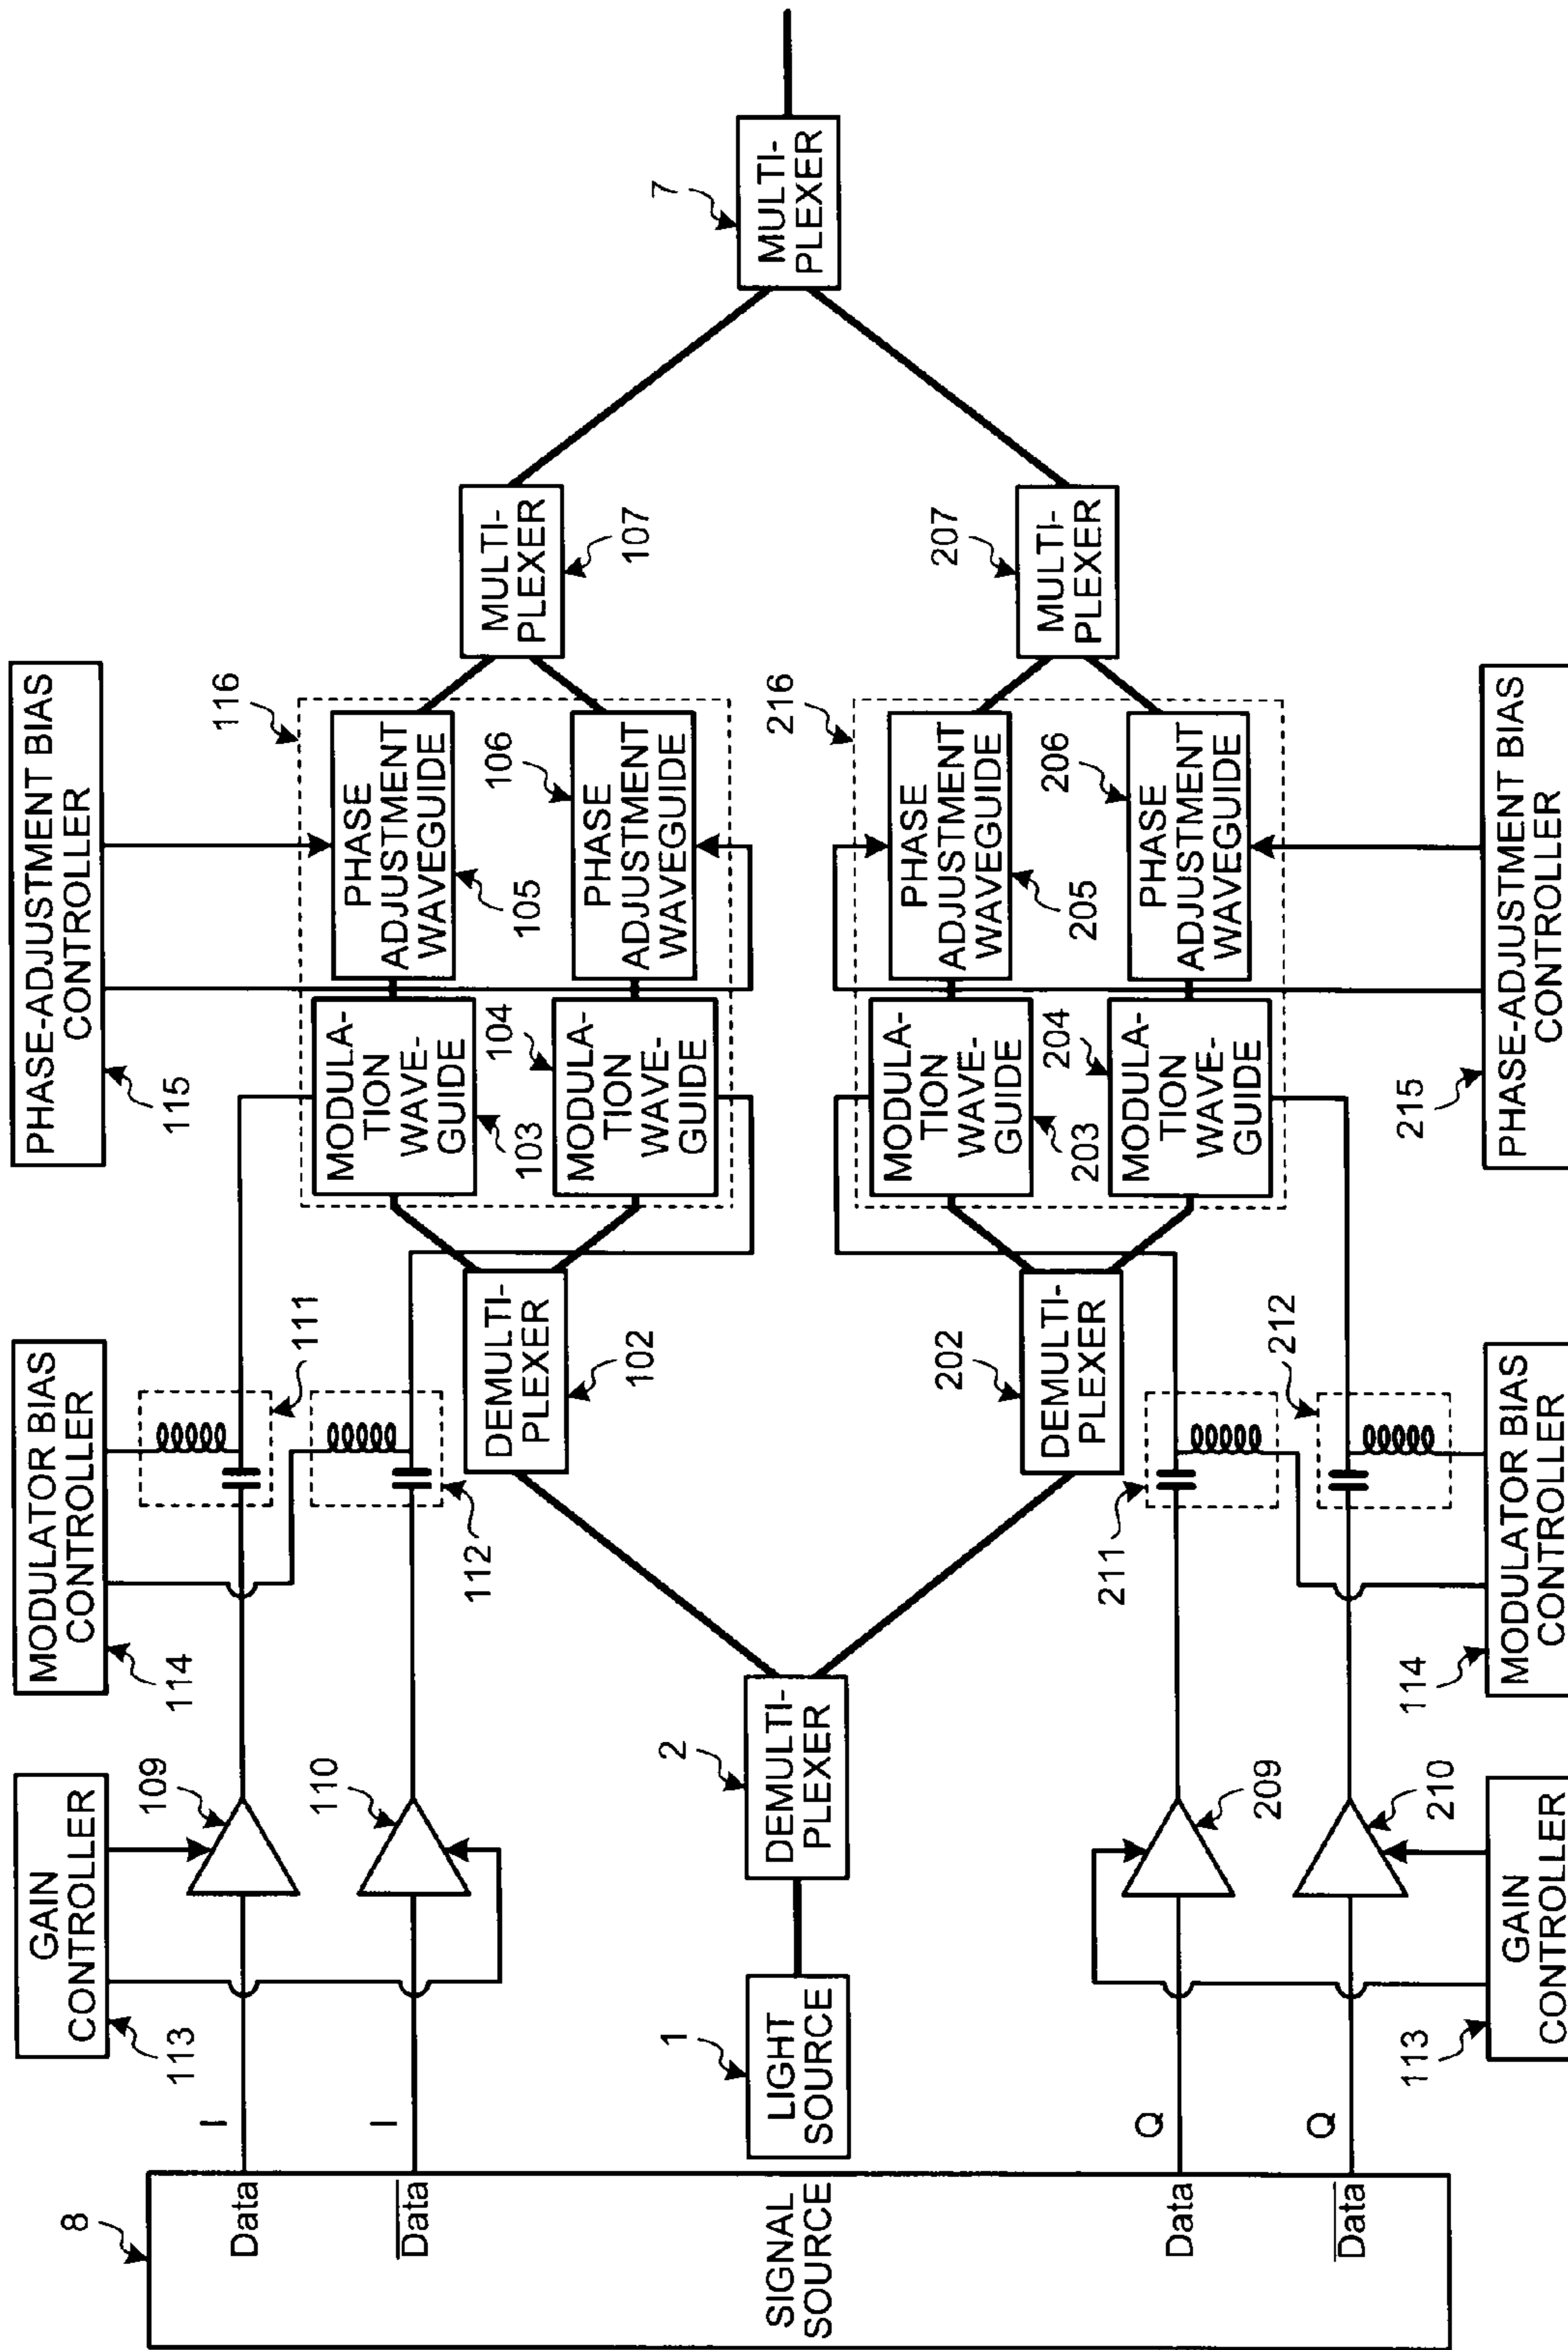 8
SIGNAL
SOURCE
Data
Data
Data
Data
I
I
Q
Q
GAIN
CONTROLLER
113
109
110
MODULATOR BIAS
CONTROLLER
114
111
112
PHASE-ADJUSTMENT BIAS
CONTROLLER
115
116
1
LIGHT
SOURCE
2
DEMULTI-
PLEXER
DEMULTI-
PLEXER
102
MODULA-
TION
WAVE-
GUIDE
103
MODULA-
TION
WAVE-
GUIDE
104
PHASE
ADJUSTMENT
WAVEGUIDE
105
PHASE
ADJUSTMENT
WAVEGUIDE
106
MULTI-
PLEXER
107
DEMULTI-
PLEXER
202
MODULA-
TION
WAVE-
GUIDE
203
MODULA-
TION
WAVE-
GUIDE
204
216
PHASE
ADJUSTMENT
WAVEGUIDE
205
PHASE
ADJUSTMENT
WAVEGUIDE
206
MULTI-
PLEXER
207
7
MULTI-
PLEXER
209
210
211
212
113
GAIN
CONTROLLER
114
MODULATOR BIAS
CONTROLLER
215
PHASE-ADJUSTMENT BIAS
CONTROLLER